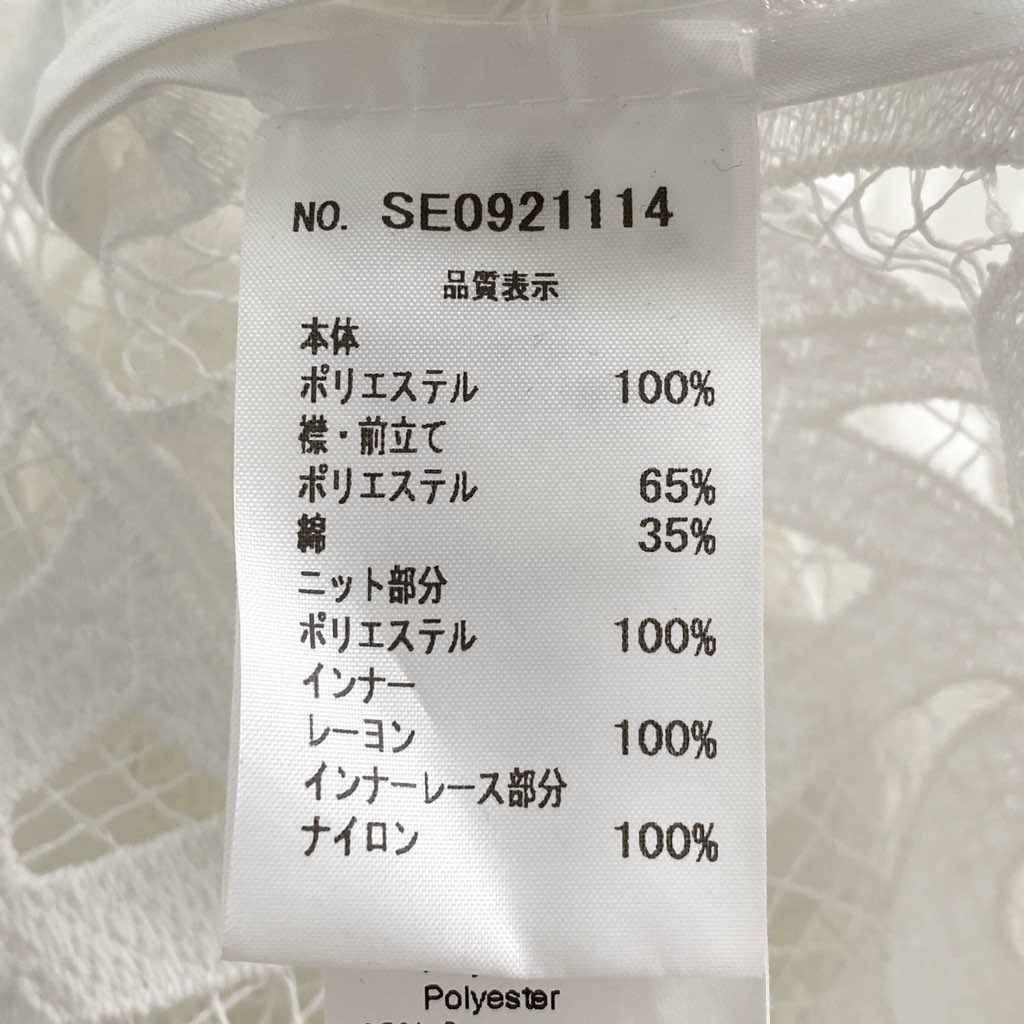 NO. SE0921114
品質表示
本体
ポリエステル 100%
襟・前立て
ポリエステル 65%
綿 35%
ニット部分
ポリエステル 100%
インナー
レーヨン 100%
インナーレース部分
ナイロン 100%
Polyester